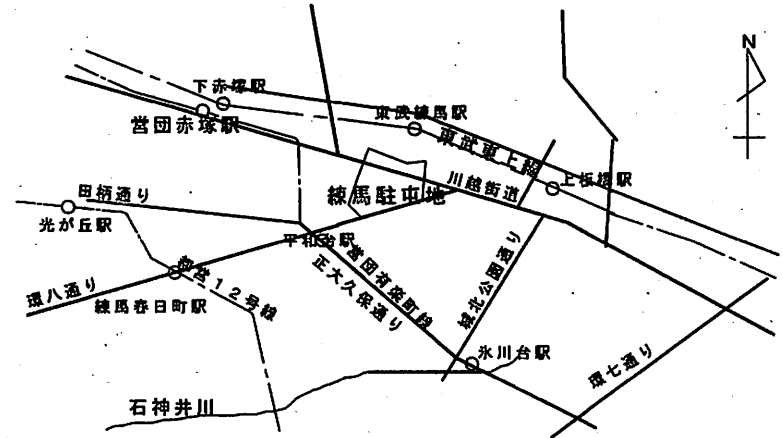 N
下赤塚駅
東武練馬駅
営団赤塚駅
東武東上線
上板橋駅
川越街道
練馬駐屯地
田柄通り
光が丘駅
平和台駅
営団有楽町線
正大久保通り
城北公園通り
都営12号線
環八通り
練馬春日町駅
氷川台駅
環七通り
石神井川